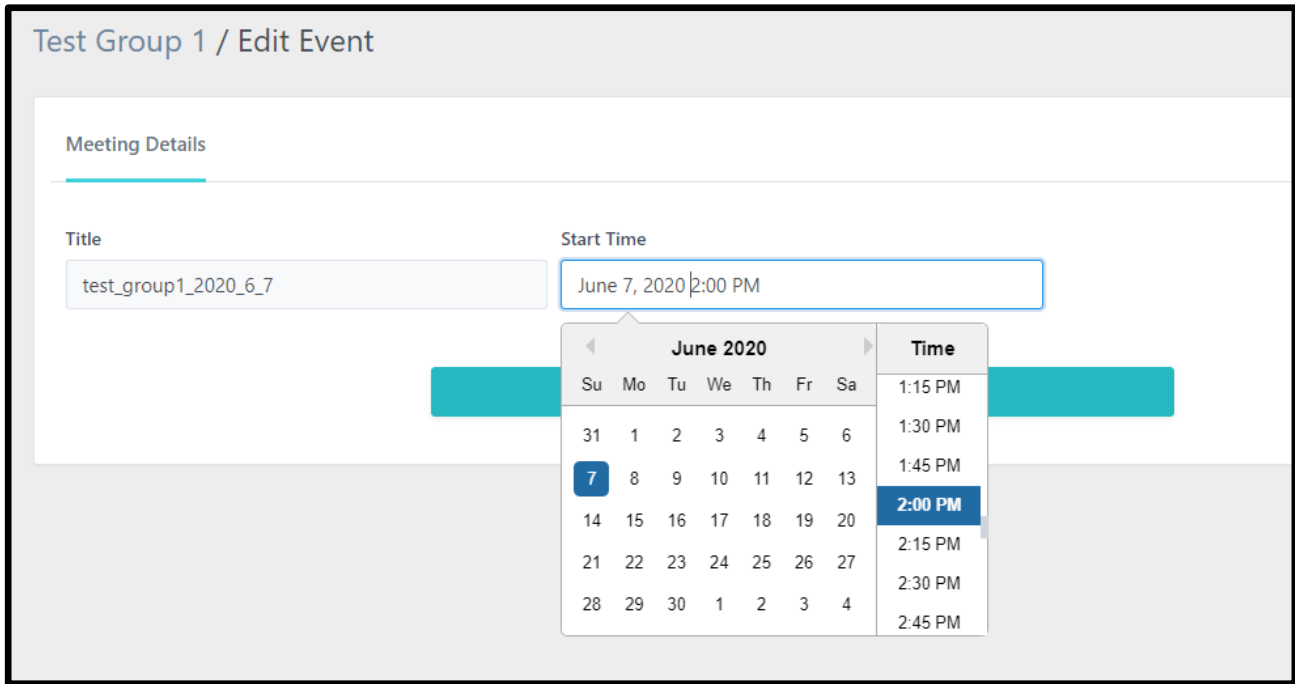 Test Group 1 / Edit Event
Meeting Details
Title
Start Time
test_group1_2020_6_7
June 7, 2020 2:00 PM
June 2020
Su Mo Tu We Th Fr Sa
31 1 2 3 4 5 6
7 8 9 10 11 12 13
14 15 16 17 18 19 20
21 22 23 24 25 26 27
28 29 30 1 2 3 4
Time
1:15 PM
1:30 PM
1:45 PM
2:00 PM
2:15 PM
2:30 PM
2:45 PM